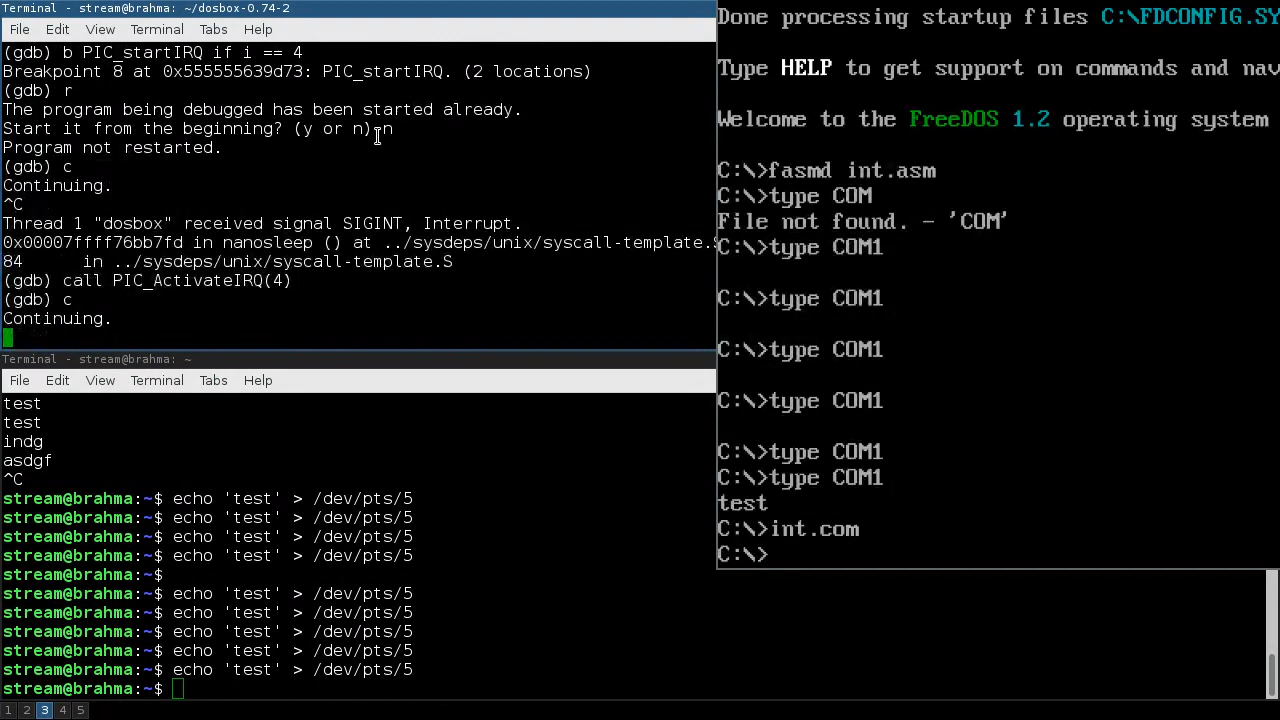 Terminal - stream@brahma: ~/dosbox-0.74-2
File Edit View Terminal Tabs Help
(gdb) b PIC_startIRQ if i == 4
Breakpoint 8 at 0x555555639d73: PIC_startIRQ. (2 locations)
(gdb) r
The program being debugged has been started already.
Start it from the beginning? (y or n) n
Program not restarted.
(gdb) c
Continuing.
^C
Thread 1 "dosbox" received signal SIGINT, Interrupt.
0x00007ffff76bb7fd in nanosleep () at ../sysdeps/unix/syscall-template.S
84 in ../sysdeps/unix/syscall-template.S
(gdb) call PIC_ActivateIRQ(4)
(gdb) c
Continuing.
Terminal - stream@brahma: ~
File Edit View Terminal Tabs Help
test
test
indg
asdgf
^C
stream@brahma:~$ echo 'test' > /dev/pts/5
stream@brahma:~$ echo 'test' > /dev/pts/5
stream@brahma:~$ echo 'test' > /dev/pts/5
stream@brahma:~$ echo 'test' > /dev/pts/5
stream@brahma:~$
stream@brahma:~$ echo 'test' > /dev/pts/5
stream@brahma:~$ echo 'test' > /dev/pts/5
stream@brahma:~$ echo 'test' > /dev/pts/5
stream@brahma:~$ echo 'test' > /dev/pts/5
stream@brahma:~$ echo 'test' > /dev/pts/5
stream@brahma:~$
Done processing startup files C:\FDCONFIG.SY
Type HELP to get support on commands and nav
Welcome to the FreeDOS 1.2 operating system
C:\>fasmd int.asm
C:\>type COM
File not found. - 'COM'
C:\>type COM1
C:\>type COM1
C:\>type COM1
C:\>type COM1
C:\>type COM1
C:\>type COM1
test
C:\>int.com
C:\>
1 2 3 4 5